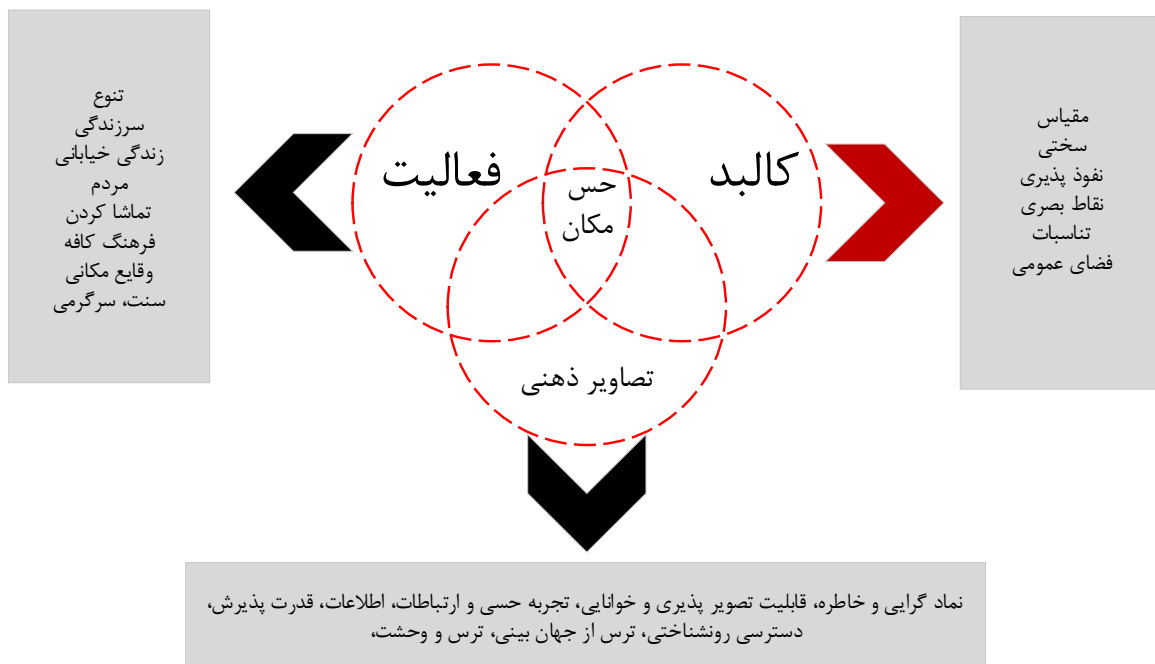 مقیاس
سختی
نفوذ پذیری
نقاط بصری
تناسبات
فضای عمومی
کالبد
حس
مکان
فعالیت
تصاویر ذهنی
تنوع
سرزندگی
زندگی خیابانی
مردم
تماشا کردن
فرهنگ کافه
وقایع مکانی
سنت، سرگرمی
نماد گرایی و خاطره، قابلیت تصویر پذیری و خوانایی، تجربه حسی و ارتباطات، اطلاعات، قدرت پذیرش،
دسترسی رونشناختی، ترس از جهان بینی، ترس و وحشت،